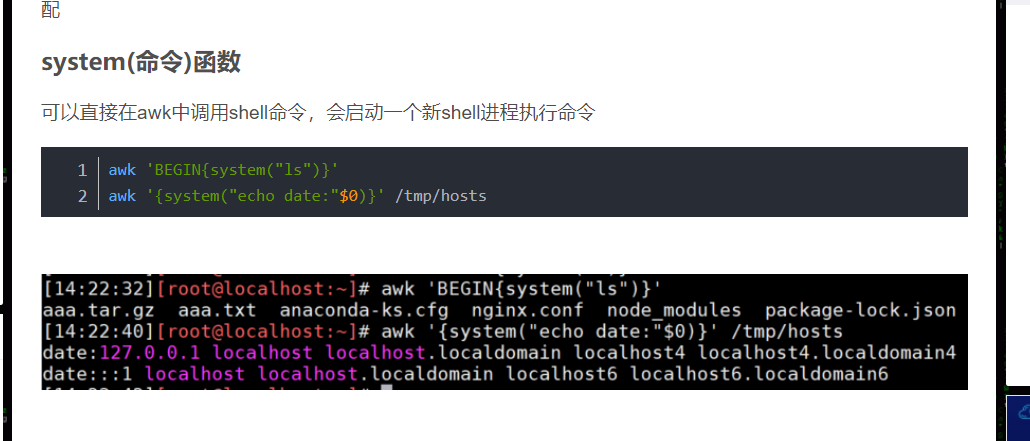 配
system(命令)函数
可以直接在awk中调用shell命令，会启动一个新shell进程执行命令
1 awk 'BEGIN{system("ls")}'
2 awk '{system("echo date:"$0)}' /tmp/hosts
[14:22:32][root@localhost:~]# awk 'BEGIN{system("ls")}'
aaa.tar.gz aaa.txt anaconda-ks.cfg nginx.conf node_modules package-lock.json
[14:22:40][root@localhost:~]# awk '{system("echo date:"$0)}' /tmp/hosts
date:127.0.0.1 localhost localhost.localdomain localhost4 localhost4.localdomain4
date:::1 localhost localhost.localdomain localhost6 localhost6.localdomain6